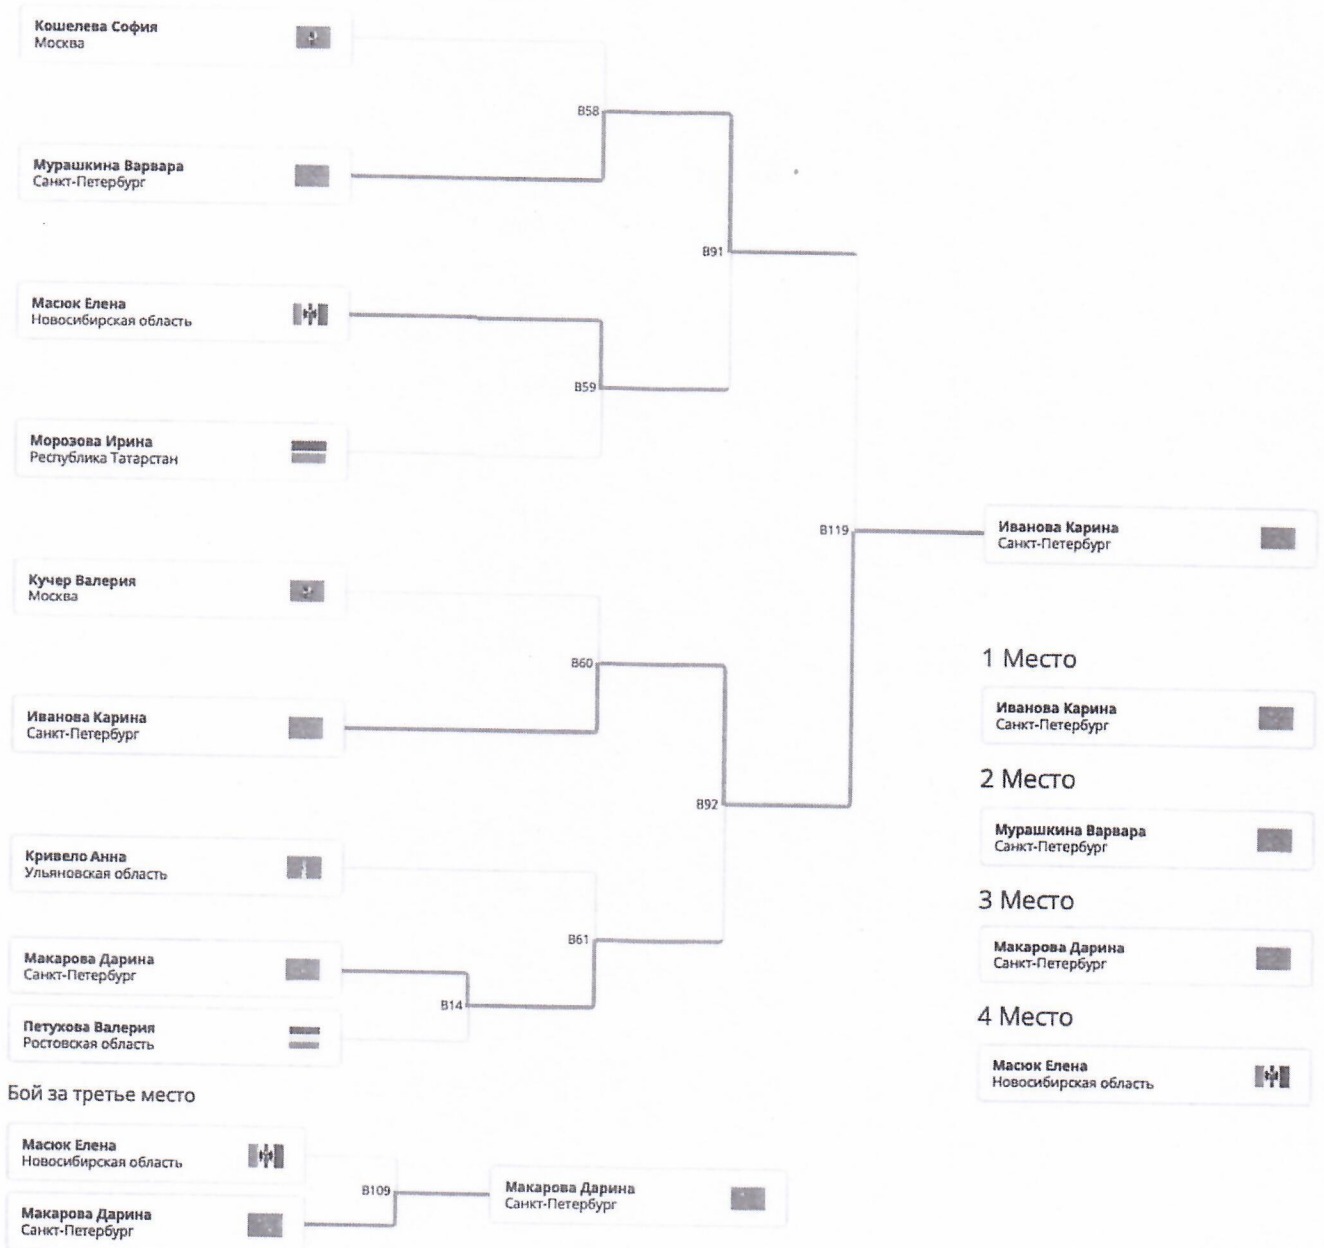 Кошелева София
Москва
B58
Мурашкина Варвара
Санкт-Петербург
B91
Масюк Елена
Новосибирская область
B59
Морозова Ирина
Республика Татарстан
B119
Иванова Карина
Санкт-Петербург
Кучер Валерия
Москва
B60
Иванова Карина
Санкт-Петербург
B92
Кривело Анна
Ульяновская область
B61
Макарова Дарина
Санкт-Петербург
B14
Петухова Валерия
Ростовская область
1 Место
Иванова Карина
Санкт-Петербург
2 Место
Мурашкина Варвара
Санкт-Петербург
3 Место
Макарова Дарина
Санкт-Петербург
4 Место
Масюк Елена
Новосибирская область
Бой за третье место
Масюк Елена
Новосибирская область
B109
Макарова Дарина
Санкт-Петербург
Макарова Дарина
Санкт-Петербург